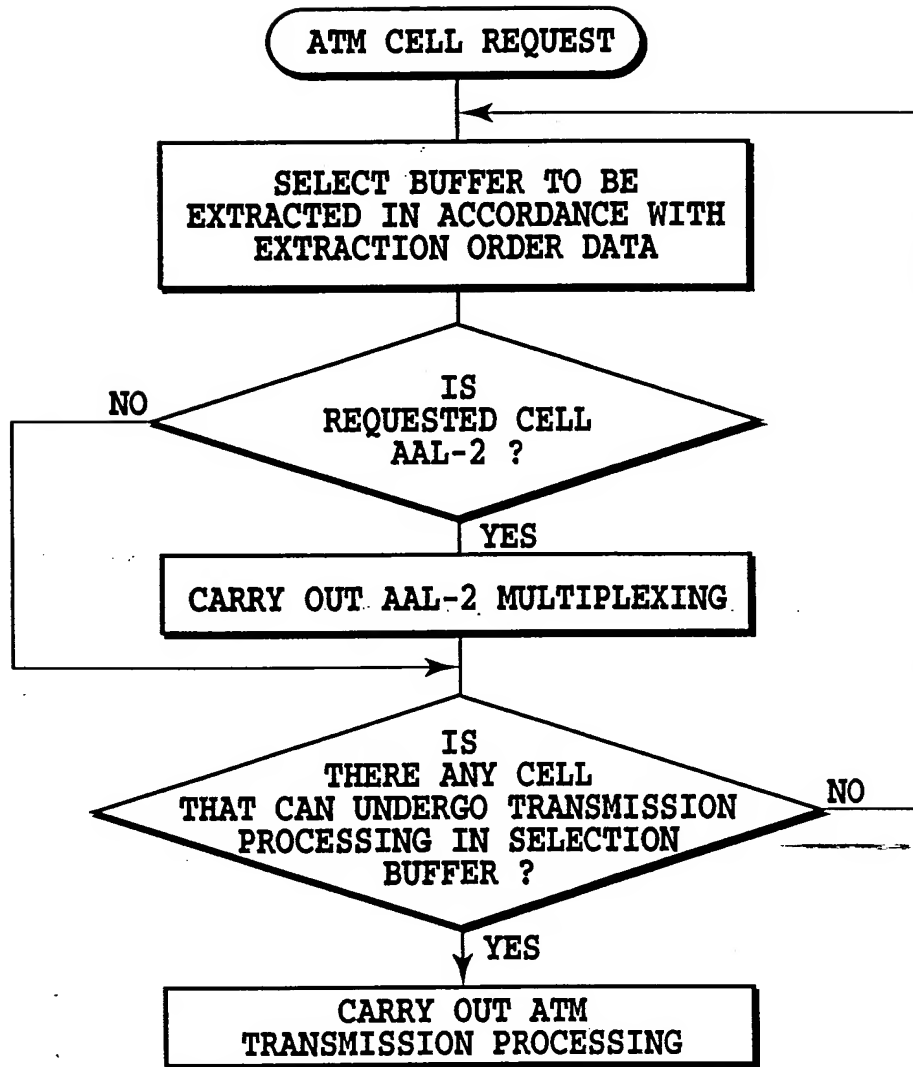 ATM CELL REQUEST
SELECT BUFFER TO BE
EXTRACTED IN ACCORDANCE WITH
EXTRACTION ORDER DATA
IS
REQUESTED CELL
AAL-2 ?
NO
YES
CARRY OUT AAL-2 MULTIPLEXING
IS
THERE ANY CELL
THAT CAN UNDERGO TRANSMISSION
PROCESSING IN SELECTION
BUFFER ?
NO
YES
CARRY OUT ATM
TRANSMISSION PROCESSING